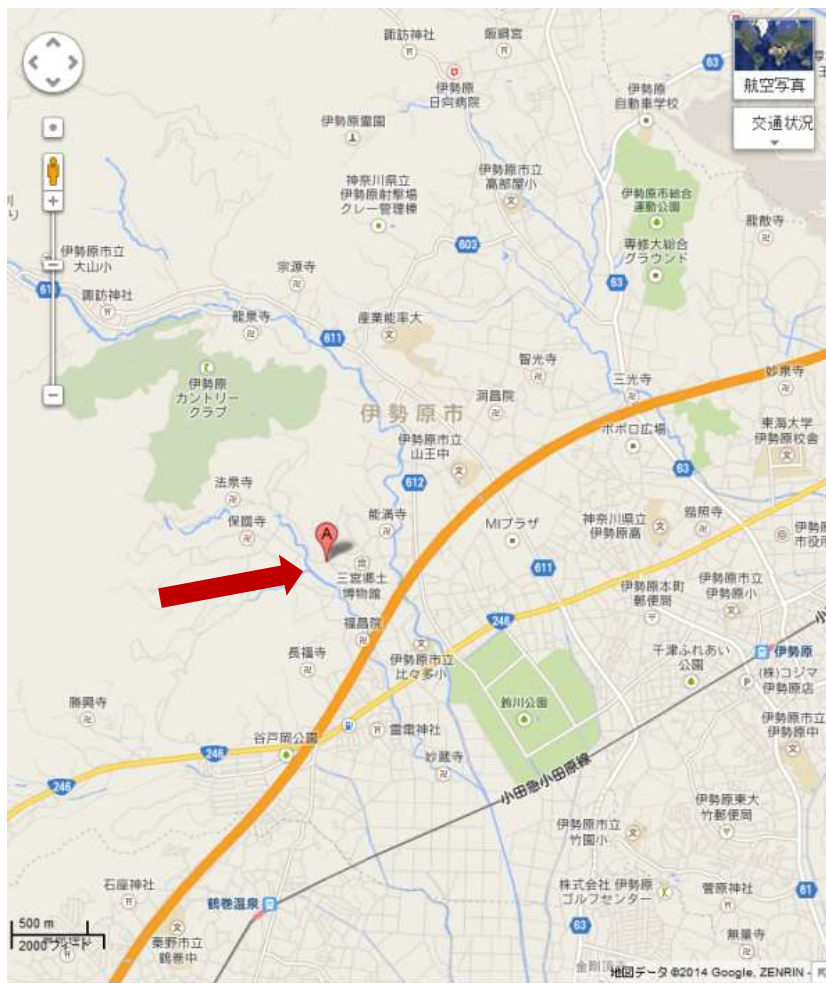 諏訪神社
飯綱宮
63
航空写真
伊勢原
日向病院
伊勢原
自動車学校
交通状況
伊勢原霊園
神奈川県立
伊勢原射撃場
クレー管理棟
伊勢原市立
高部屋小
伊勢原市総合
運動公園
龍散寺
603
専修大総合
グラウンド
伊勢原市立
大山小
宗源寺
63
諏訪神社
龍泉寺
611
産業能率大
智光寺
妙泉寺
伊勢原
カントリー
クラブ
洞昌院
三光寺
伊勢原市
伊勢原市立
山王中
ポポロ広場
東海大学
伊勢原校舎
63
法泉寺
612
保國寺
能満寺
MIプラザ
神奈川県立
伊勢原高
伊勢原
市役所
A
三宮郷土
博物館
611
伊勢原本町
郵便局
伊勢原市立
伊勢原小
福昌院
246
長福寺
伊勢原市立
比々多小
千津ふれあい
公園
伊勢原
(株)コジマ
伊勢原店
勝興寺
鈴川公園
伊勢原市立
伊勢原中
谷戸岡公園
雷電神社
246
妙蔵寺
246
小田急小田原線
伊勢原東大
竹郵便局
伊勢原市立
竹園小
石座神社
鶴巻温泉
株式会社 伊勢原
ゴルフセンター
菅原神社
61
500 m
2000 フィート
秦野市立
鶴巻中
63
無量寺
地図データ ©2014 Google, ZENRIN -